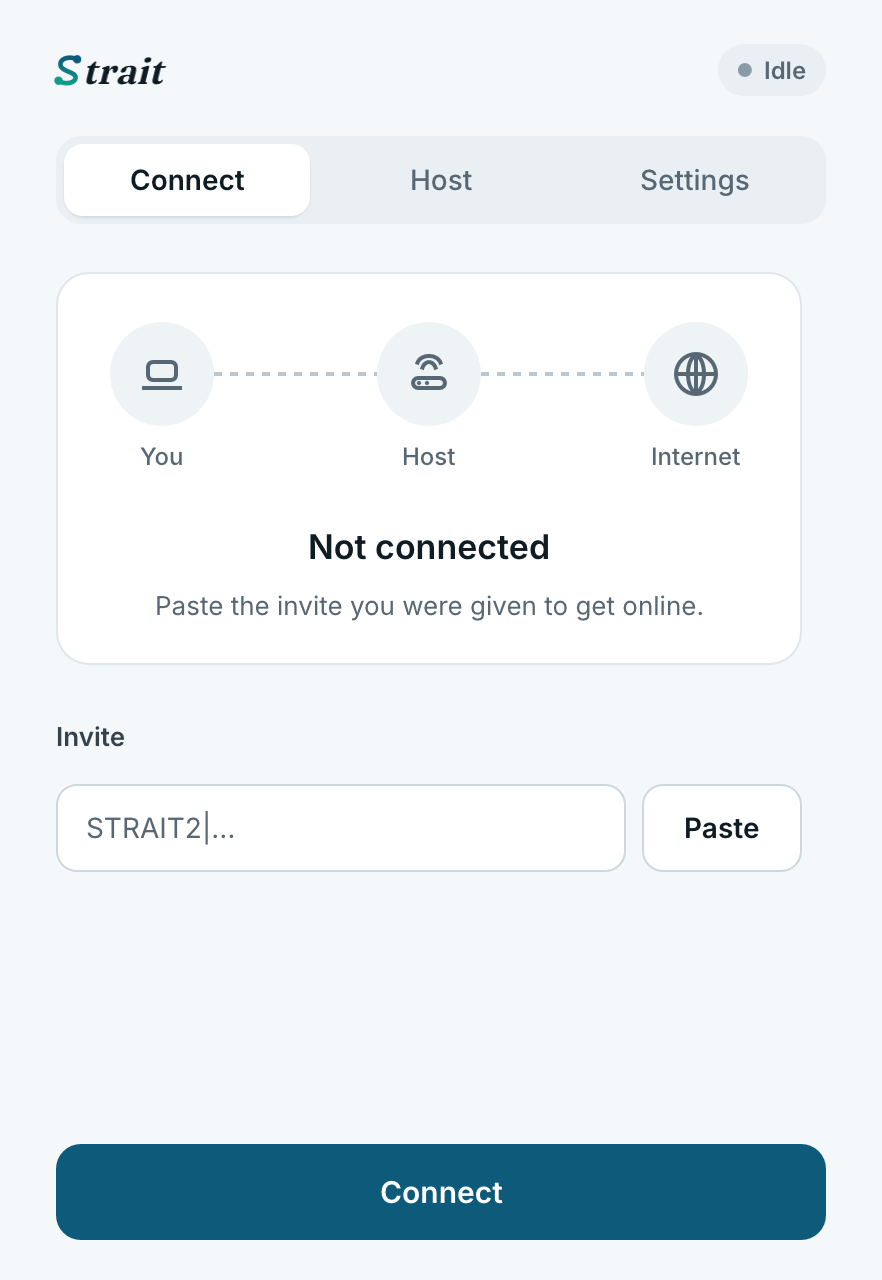 Strait
Idle
Connect Host Settings
You Host Internet
Not connected
Paste the invite you were given to get online.
Invite
STRAIT2|...
Paste
Connect